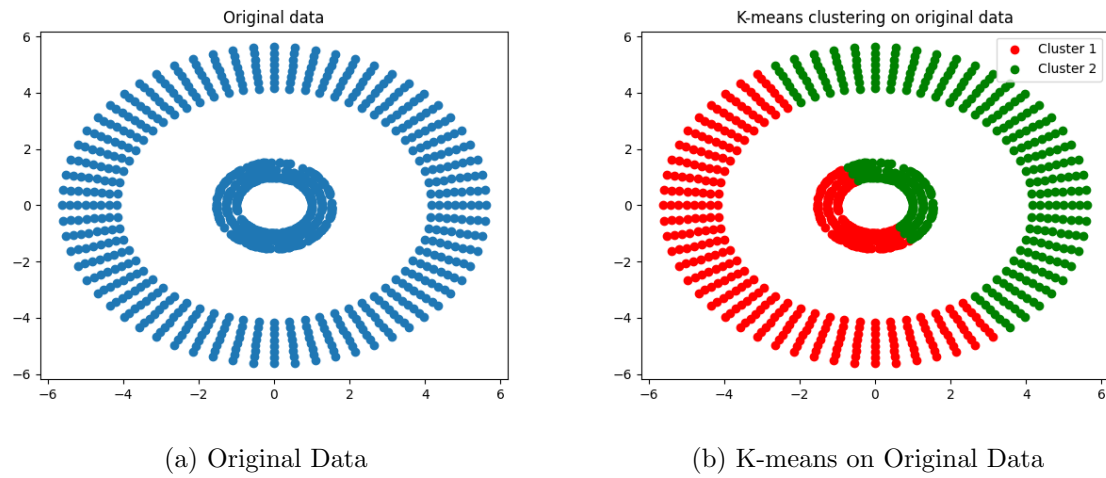 Original data
6
4
2
0
−2
−4
−6
−6 −4 −2 0 2 4 6
(a) Original Data
K-means clustering on original data
Cluster 1
Cluster 2
6
4
2
0
−2
−4
−6
−6 −4 −2 0 2 4 6
(b) K-means on Original Data